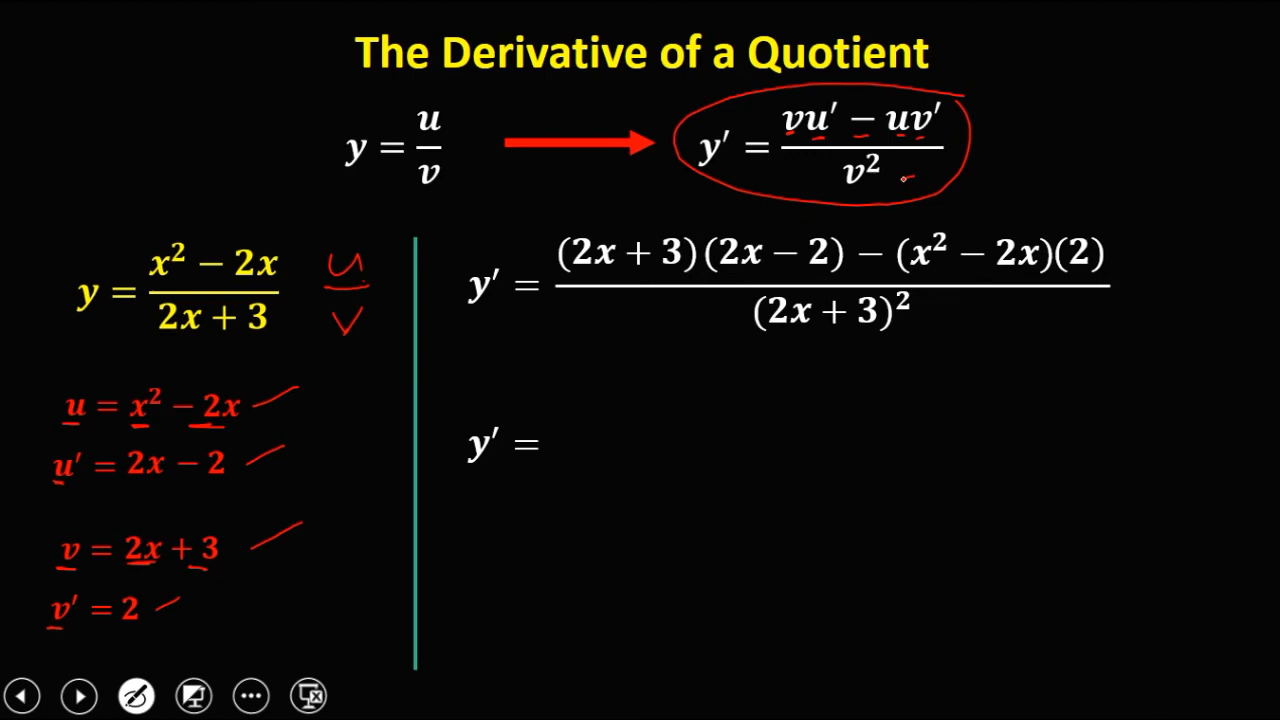 The Derivative of a Quotient
y = u/v
y′ = (vu′ − uv′)/v²
y = (x² − 2x)/(2x + 3)
u/v
y′ = ((2x + 3)(2x − 2) − (x² − 2x)(2))/(2x + 3)²
u = x² − 2x
u′ = 2x − 2
y′ =
v = 2x + 3
v′ = 2